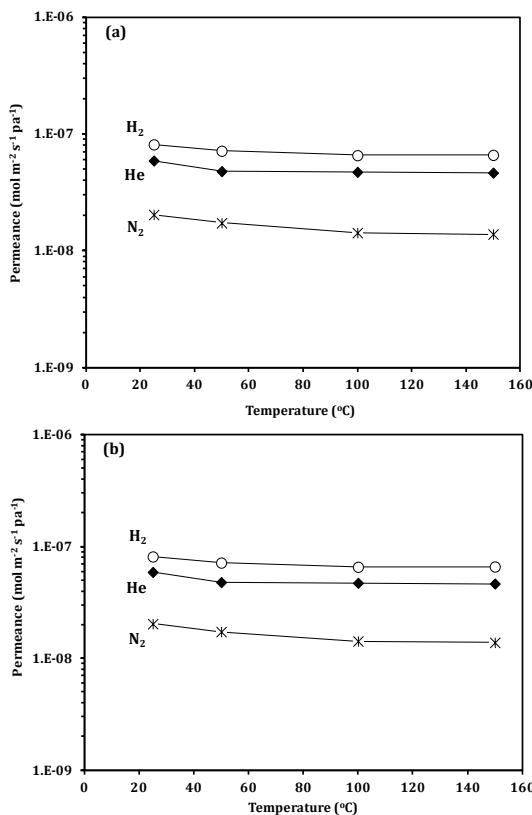 (a)
1.E-06
1.E-07
1.E-08
1.E-09
Permeance (mol m⁻² s⁻¹ pa⁻¹)
H₂
He
N₂
0 20 40 60 80 100 120 140 160
Temperature (ºC)
(b)
1.E-06
1.E-07
1.E-08
1.E-09
Permeance (mol m⁻² s⁻¹ pa⁻¹)
H₂
He
N₂
0 20 40 60 80 100 120 140 160
Temperature (ºC)